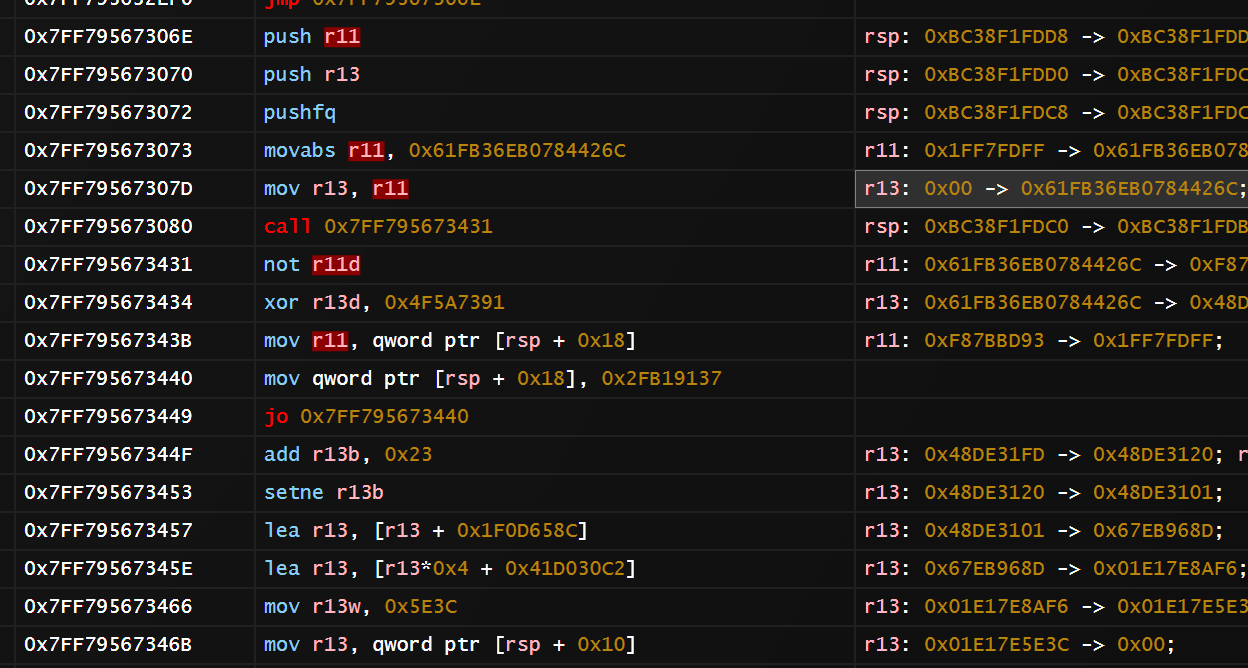 0x7FF79567306E push r11 rsp: 0xBC38F1FDD8 -> 0xBC38F1FDD
0x7FF795673070 push r13 rsp: 0xBC38F1FDD0 -> 0xBC38F1FDC
0x7FF795673072 pushfq rsp: 0xBC38F1FDC8 -> 0xBC38F1FDC
0x7FF795673073 movabs r11, 0x61FB36EB0784426C r11: 0x1FF7FDFF -> 0x61FB36EB078
0x7FF79567307D mov r13, r11 r13: 0x00 -> 0x61FB36EB0784426C;
0x7FF795673080 call 0x7FF795673431 rsp: 0xBC38F1FDC0 -> 0xBC38F1FDB
0x7FF795673431 not r11d r11: 0x61FB36EB0784426C -> 0xF87
0x7FF795673434 xor r13d, 0x4F5A7391 r13: 0x61FB36EB0784426C -> 0x48D
0x7FF79567343B mov r11, qword ptr [rsp + 0x18] r11: 0xF87BBD93 -> 0x1FF7FDFF;
0x7FF795673440 mov qword ptr [rsp + 0x18], 0x2FB19137
0x7FF795673449 jo 0x7FF795673440
0x7FF79567344F add r13b, 0x23 r13: 0x48DE31FD -> 0x48DE3120; r
0x7FF795673453 setne r13b r13: 0x48DE3120 -> 0x48DE3101;
0x7FF795673457 lea r13, [r13 + 0x1F0D658C] r13: 0x48DE3101 -> 0x67EB968D;
0x7FF79567345E lea r13, [r13*0x4 + 0x41D030C2] r13: 0x67EB968D -> 0x01E17E8AF6;
0x7FF795673466 mov r13w, 0x5E3C r13: 0x01E17E8AF6 -> 0x01E17E5E3
0x7FF79567346B mov r13, qword ptr [rsp + 0x10] r13: 0x01E17E5E3C -> 0x00;